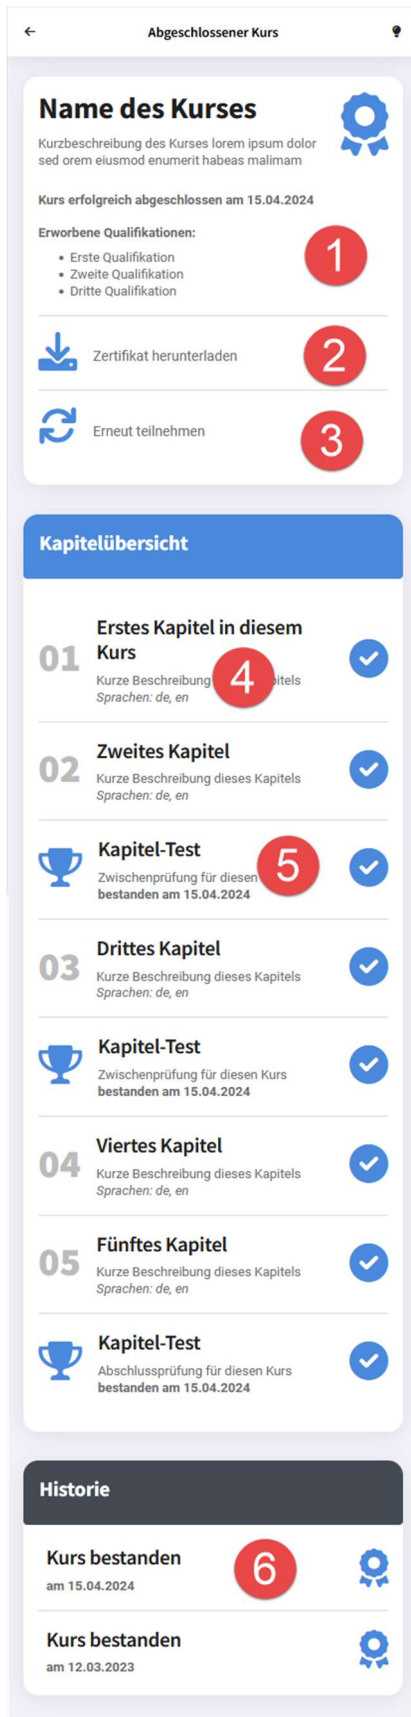 Abgeschlossener Kurs
Name des Kurses
Kurzbeschreibung des Kurses lorem ipsum dolor
sed orem eiusmod enumerit habeas malimam
Kurs erfolgreich abgeschlossen am 15.04.2024
Erworbene Qualifikationen:
Erste Qualifikation
Zweite Qualifikation
Dritte Qualifikation
1
Zertifikat herunterladen
2
Erneut teilnehmen
3
Kapitelübersicht
01
Erstes Kapitel in diesem
Kurs
Kurze Beschreibung
4
Sprachen: de, en
02
Zweites Kapitel
Kurze Beschreibung dieses Kapitels
Sprachen: de, en
Kapitel-Test
Zwischenprüfung für diesen
5
bestanden am 15.04.2024
03
Drittes Kapitel
Kurze Beschreibung dieses Kapitels
Sprachen: de, en
Kapitel-Test
Zwischenprüfung für diesen Kurs
bestanden am 15.04.2024
04
Viertes Kapitel
Kurze Beschreibung dieses Kapitels
Sprachen: de, en
05
Fünftes Kapitel
Kurze Beschreibung dieses Kapitels
Sprachen: de, en
Kapitel-Test
Abschlussprüfung für diesen Kurs
bestanden am 15.04.2024
Historie
Kurs bestanden
am 15.04.2024
6
Kurs bestanden
am 12.03.2023